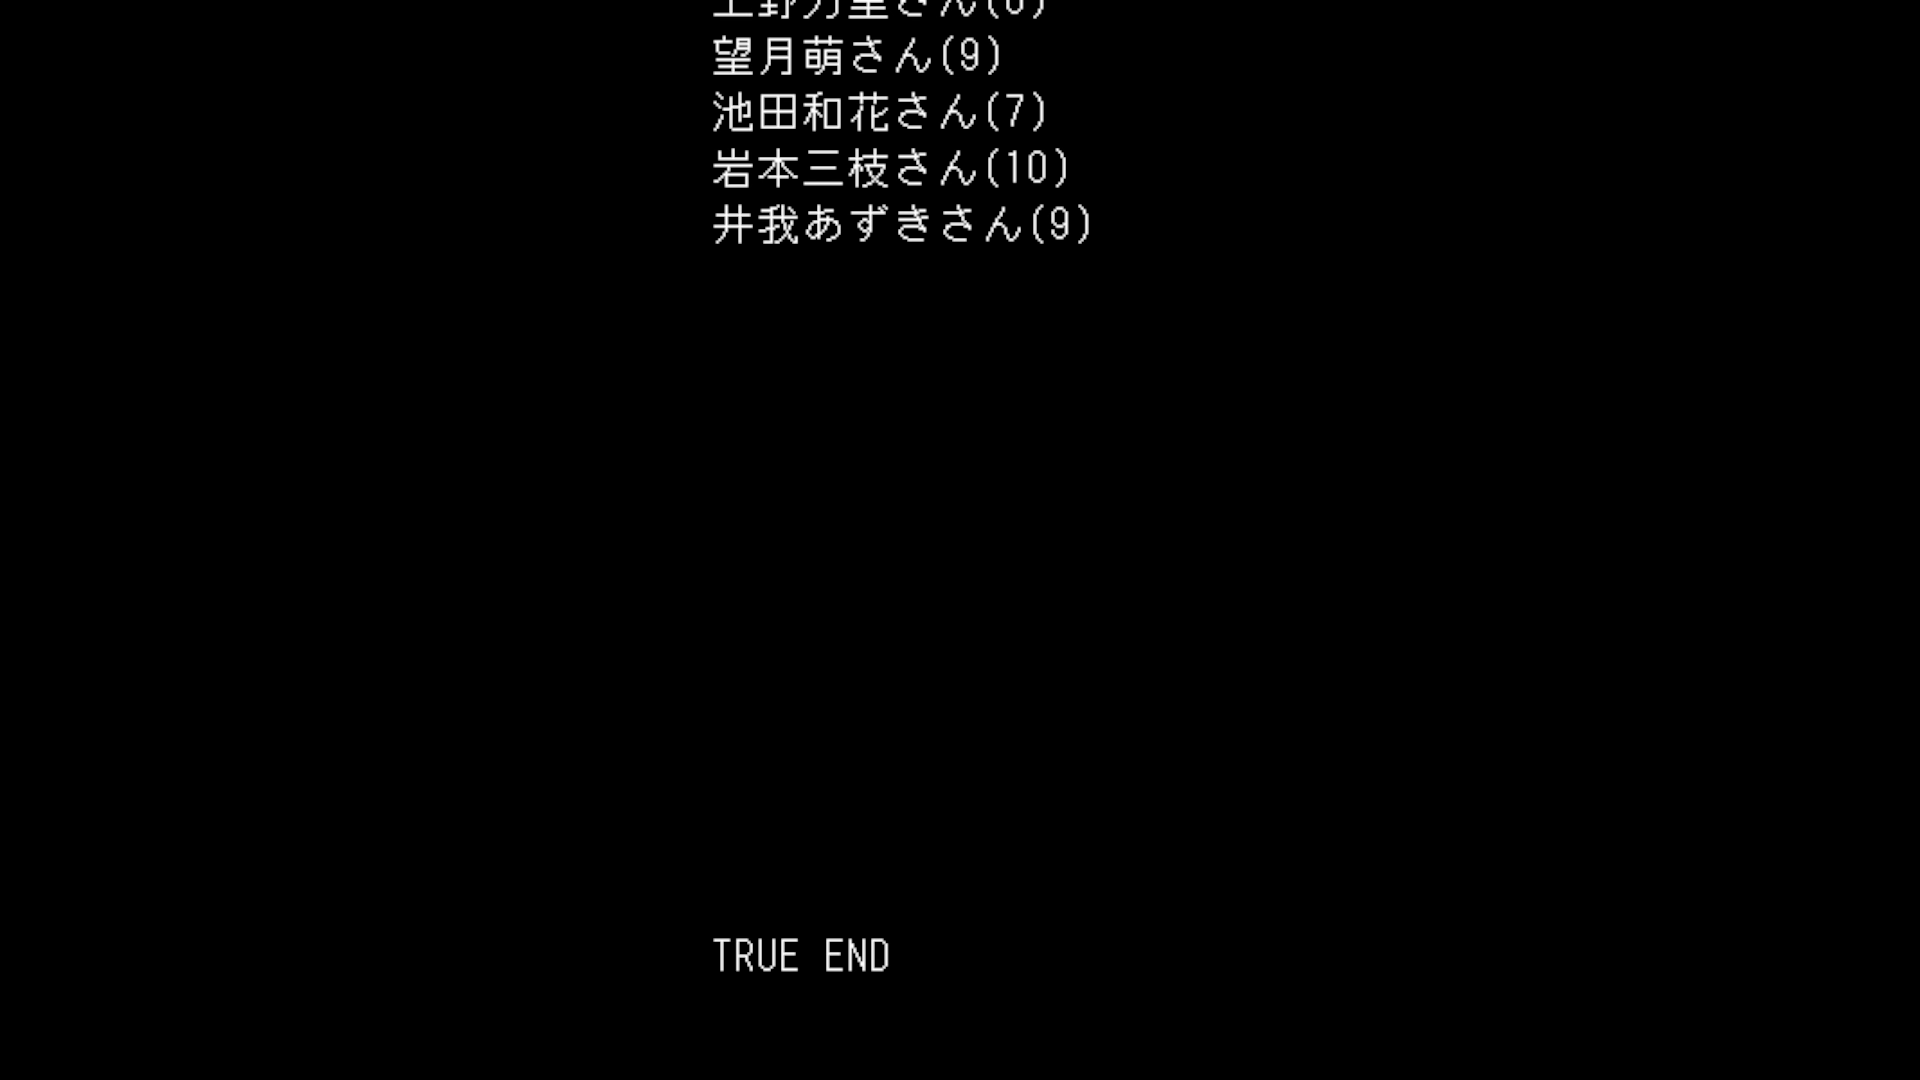 望月萌さん(9)
池田和花さん(7)
岩本三枝さん(10)
井我あずきさん(9)
TRUE END